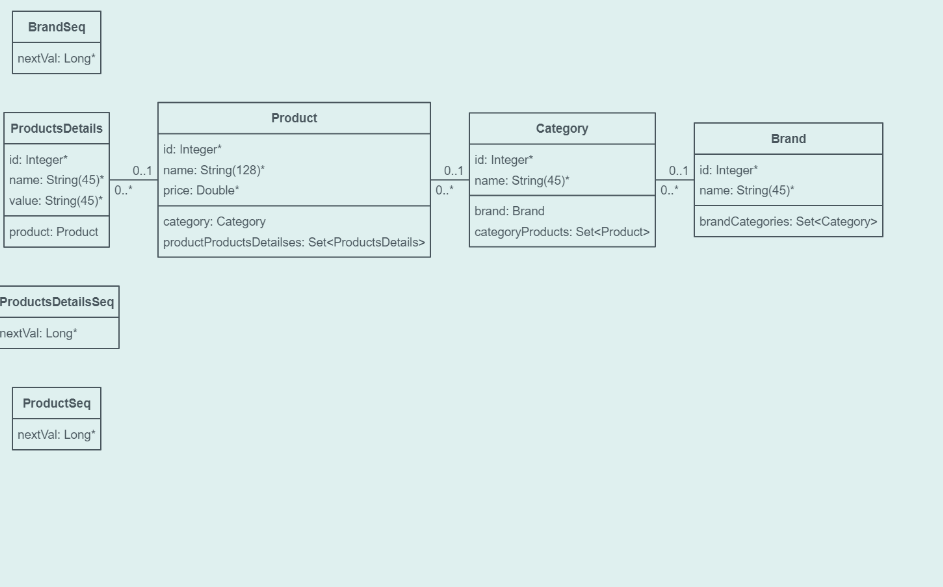 BrandSeq
nextVal: Long*
ProductsDetails
id: Integer*
name: String(45)*
value: String(45)*
product: Product
0..1
0..*
Product
id: Integer*
name: String(128)*
price: Double*
category: Category
productProductsDetailses: Set<ProductsDetails>
0..1
0..*
Category
id: Integer*
name: String(45)*
brand: Brand
categoryProducts: Set<Product>
0..1
0..*
Brand
id: Integer*
name: String(45)*
brandCategories: Set<Category>
ProductsDetailsSeq
nextVal: Long*
ProductSeq
nextVal: Long*